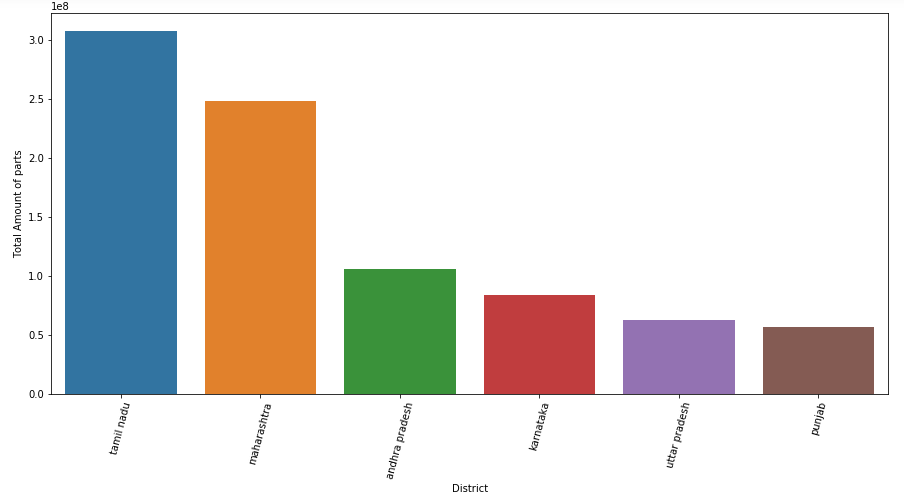 1e8
3.0
2.5
2.0
1.5
1.0
0.5
0.0
Total Amount of parts
tamil nadu
maharashtra
andhra pradesh
karnataka
uttar pradesh
punjab
District